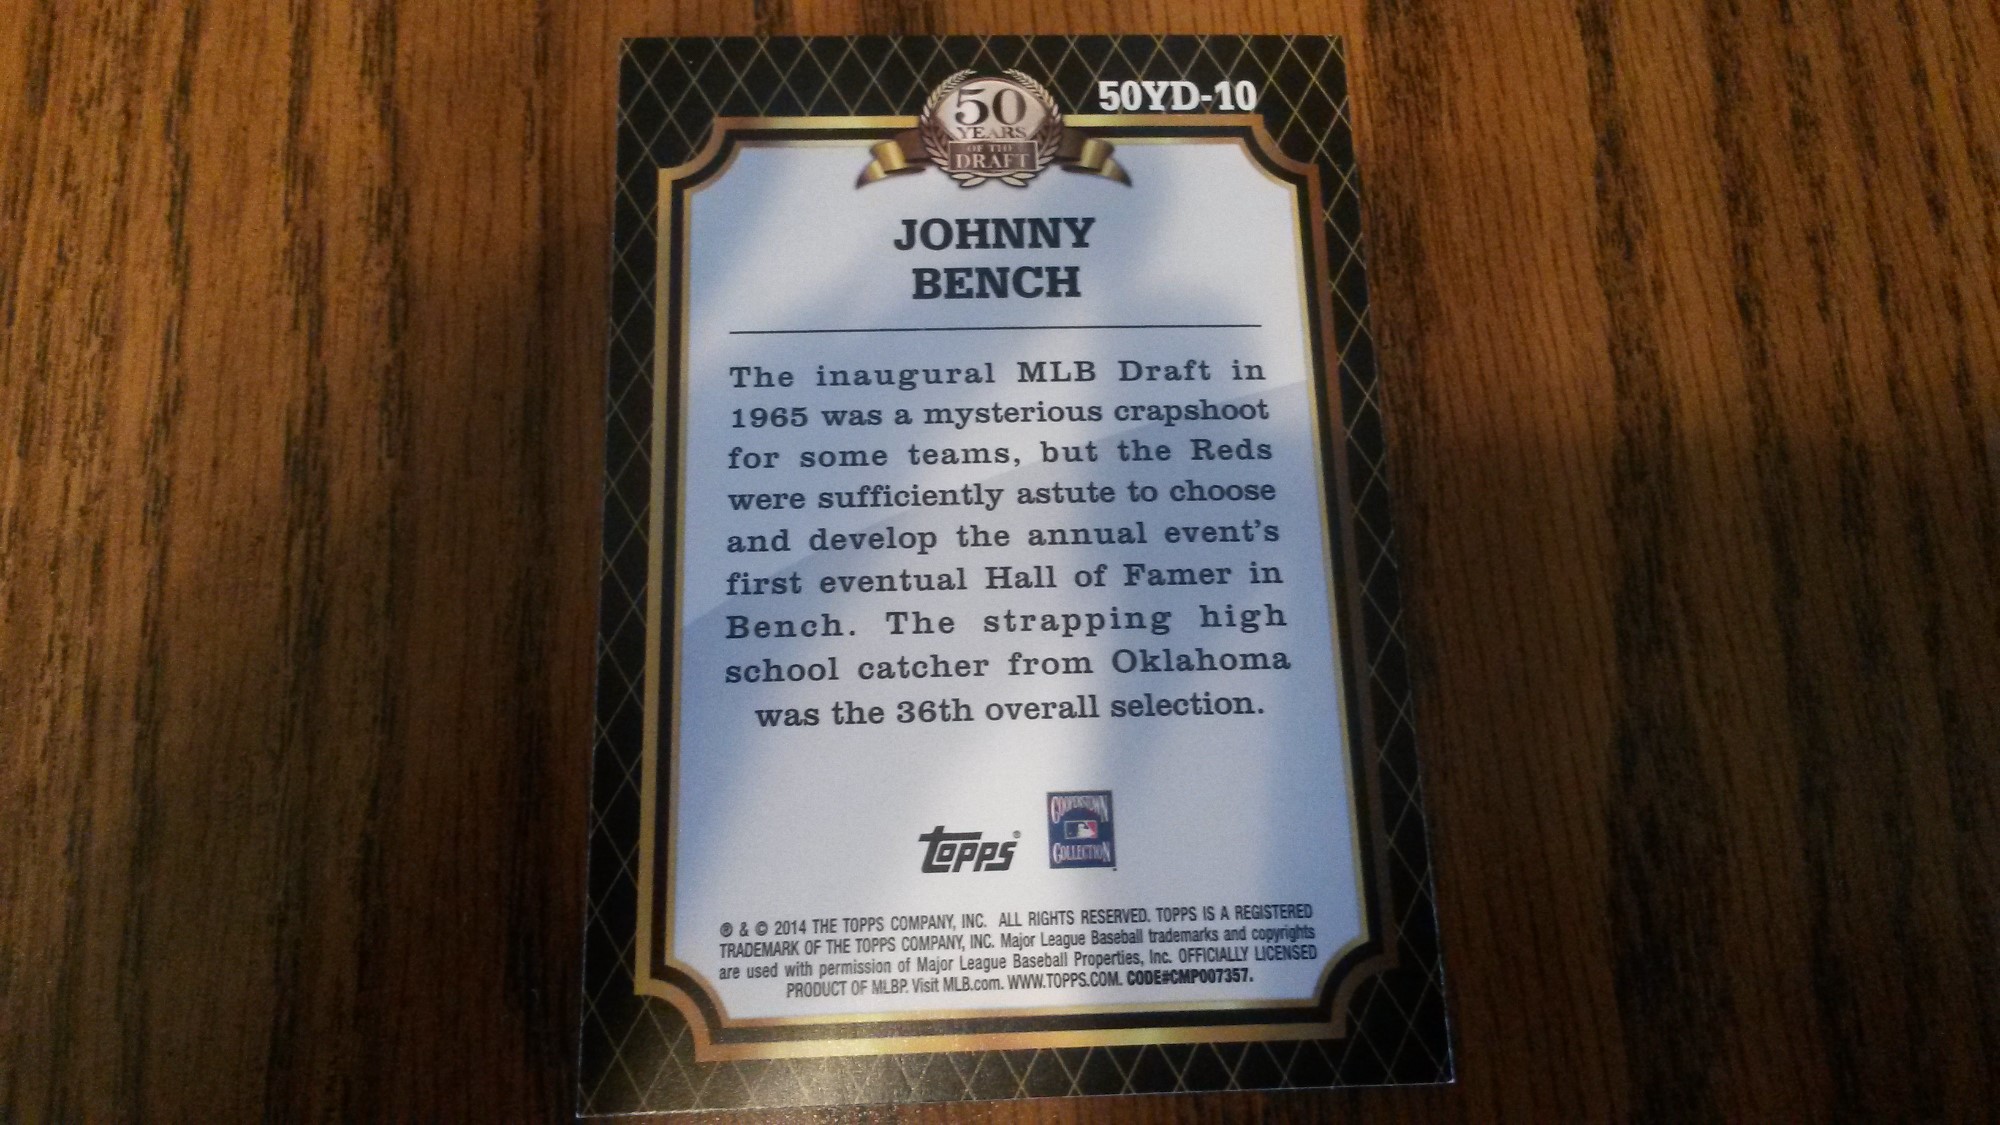 50YD-10
50
YEARS
OF THE
DRAFT
JOHNNY
BENCH
The inaugural MLB Draft in
1965 was a mysterious crapshoot
for some teams, but the Reds
were sufficiently astute to choose
and develop the annual event's
first eventual Hall of Famer in
Bench. The strapping high
school catcher from Oklahoma
was the 36th overall selection.
Topps®
COOPERSTOWN
COLLECTION
® & © 2014 THE TOPPS COMPANY, INC. ALL RIGHTS RESERVED. TOPPS IS A REGISTERED
TRADEMARK OF THE TOPPS COMPANY, INC. Major League Baseball trademarks and copyrights
are used with permission of Major League Baseball Properties, Inc. OFFICIALLY LICENSED
PRODUCT OF MLBP. Visit MLB.com. WWW.TOPPS.COM. CODE#CMP007357.